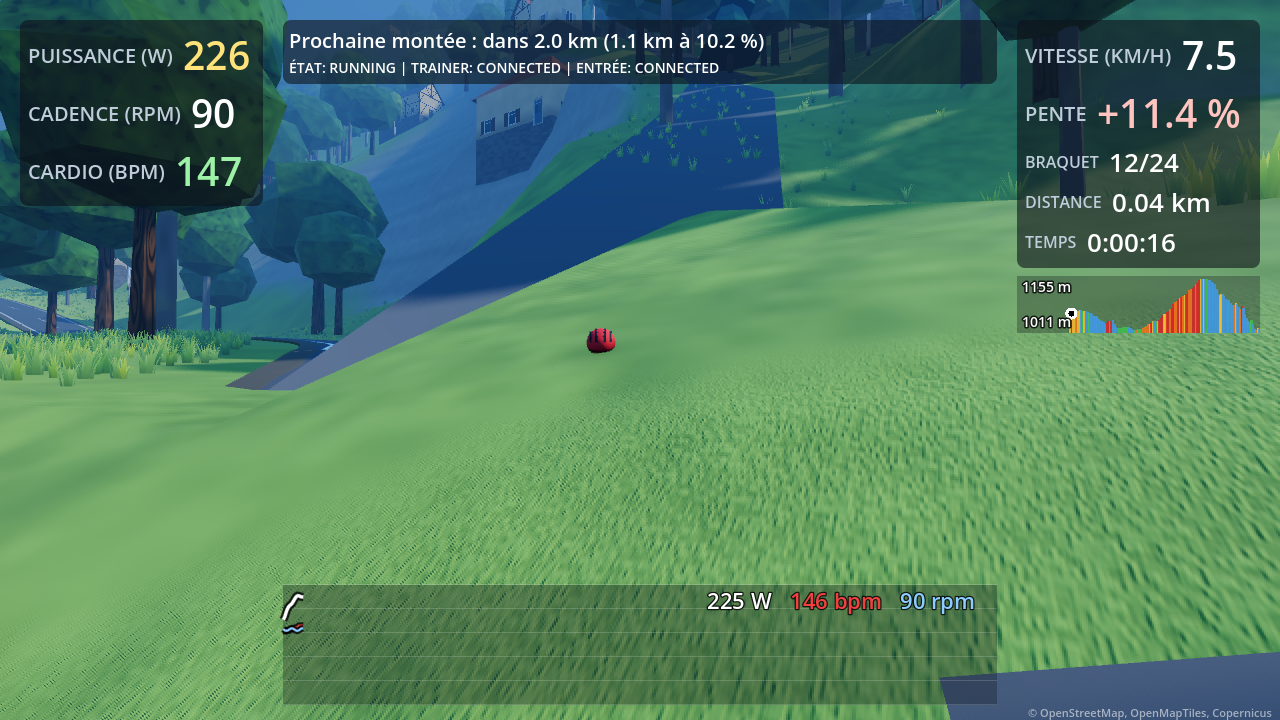 PUISSANCE (W) 226
CADENCE (RPM) 90
CARDIO (BPM) 147
Prochaine montée : dans 2.0 km (1.1 km à 10.2 %)
ÉTAT: RUNNING | TRAINER: CONNECTED | ENTRÉE: CONNECTED
VITESSE (KM/H) 7.5
PENTE +11.4 %
BRAQUET 12/24
DISTANCE 0.04 km
TEMPS 0:00:16
1155 m
1011 m
225 W 146 bpm 90 rpm
© OpenStreetMap, OpenMapTiles, Copernicus